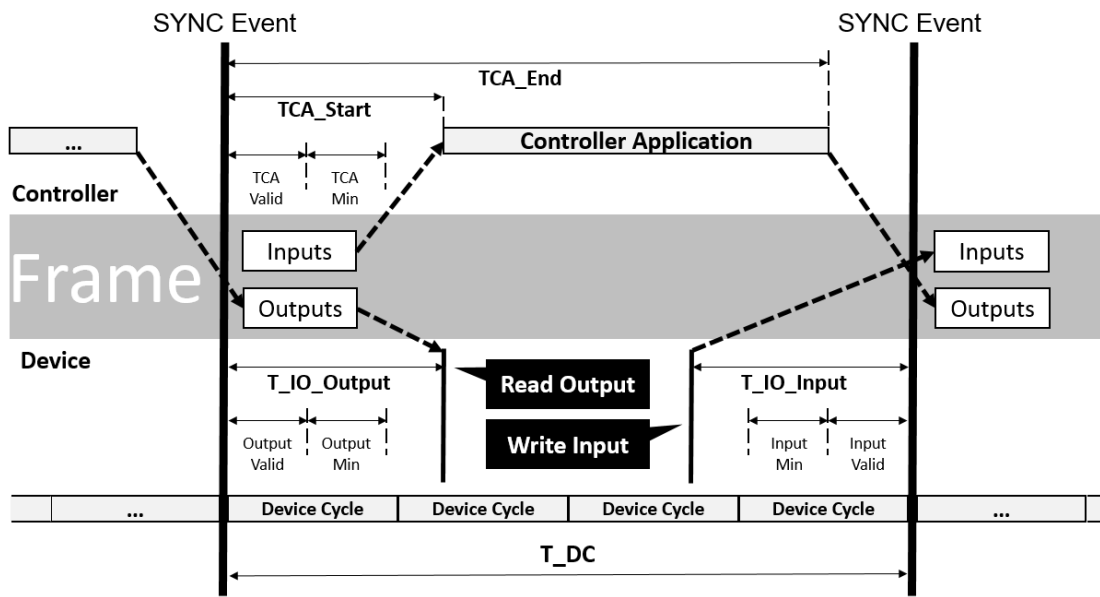 SYNC Event
SYNC Event
TCA_End
TCA_Start
...
Controller Application
TCA
Valid
TCA
Min
Controller
Frame
Inputs
Inputs
Outputs
Outputs
Device
T_IO_Output
Read Output
T_IO_Input
Write Input
Output
Valid
Output
Min
Input
Min
Input
Valid
...
Device Cycle
Device Cycle
Device Cycle
Device Cycle
...
T_DC